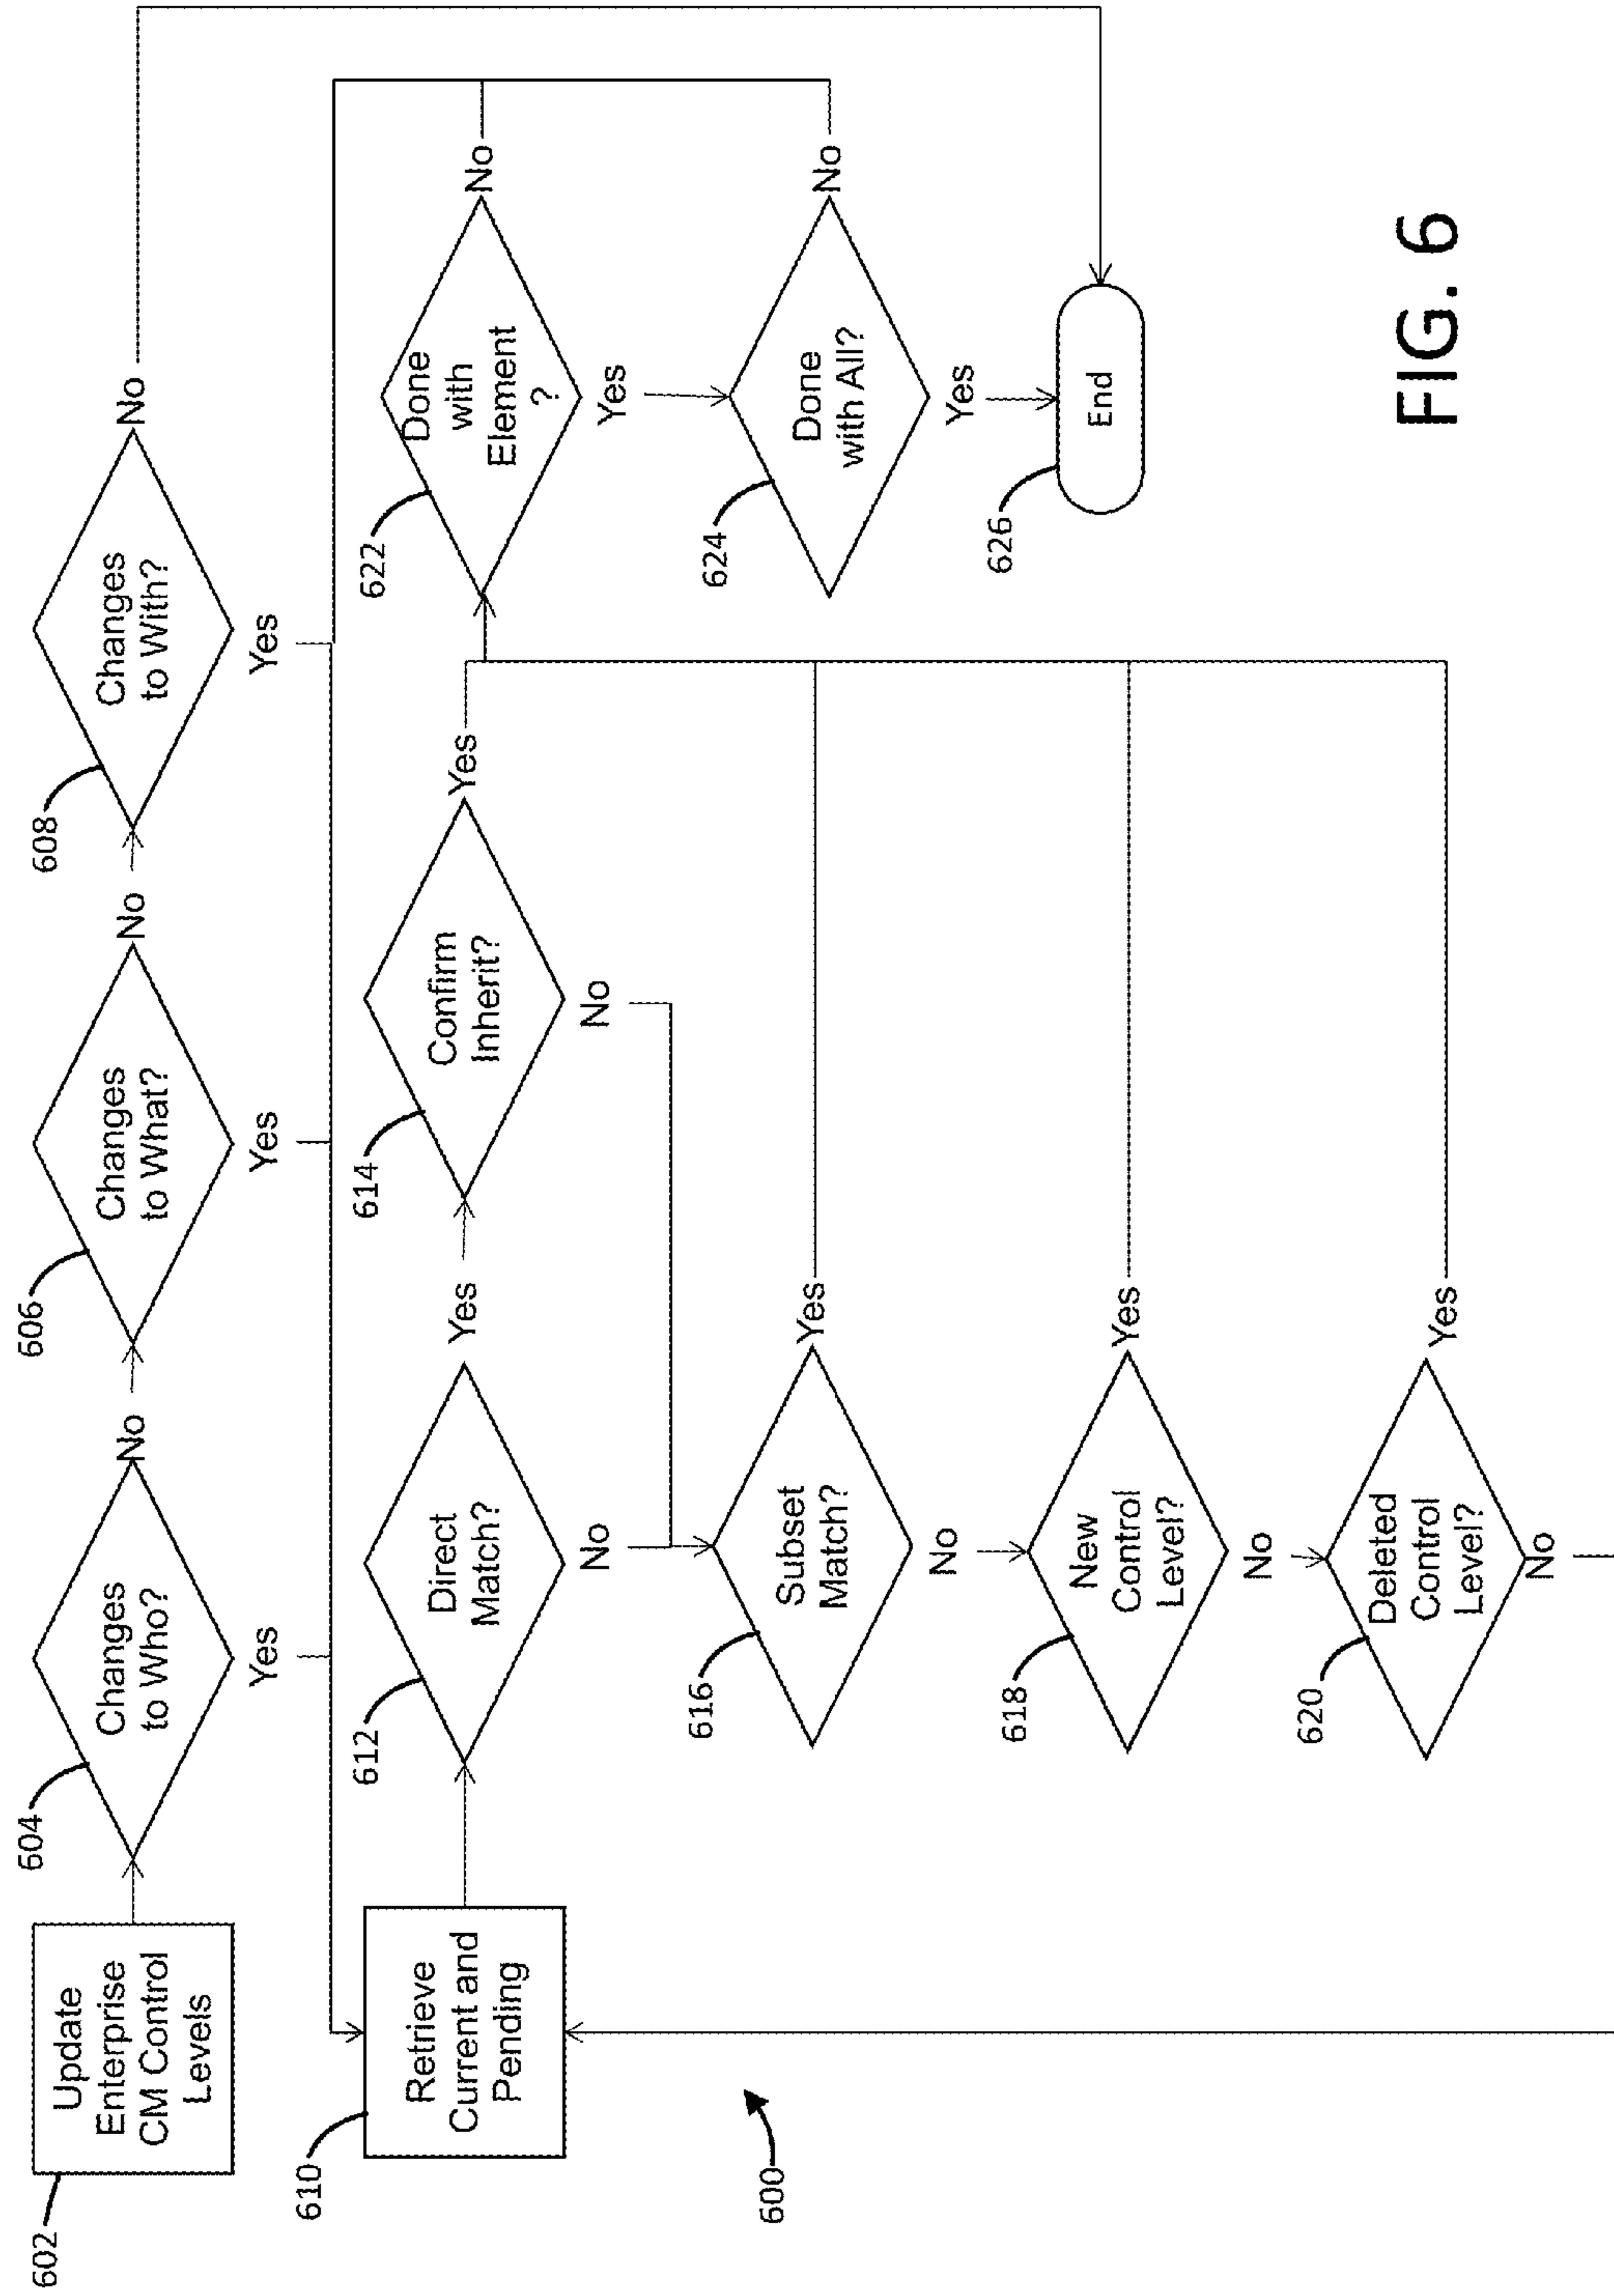 602
Update
Enterprise
CM Control
Levels
604
Changes
to Who?
No
Yes
606
Changes
to What?
No
Yes
608
Changes
to With?
No
Yes
610
Retrieve
Current and
Pending
612
Direct
Match?
Yes
No
614
Confirm
Inherit?
Yes
No
616
Subset
Match?
Yes
No
618
New
Control
Level?
Yes
No
620
Deleted
Control
Level?
Yes
No
622
Done
with
Element
?
No
Yes
624
Done
with All?
No
Yes
626
End
600
FIG. 6